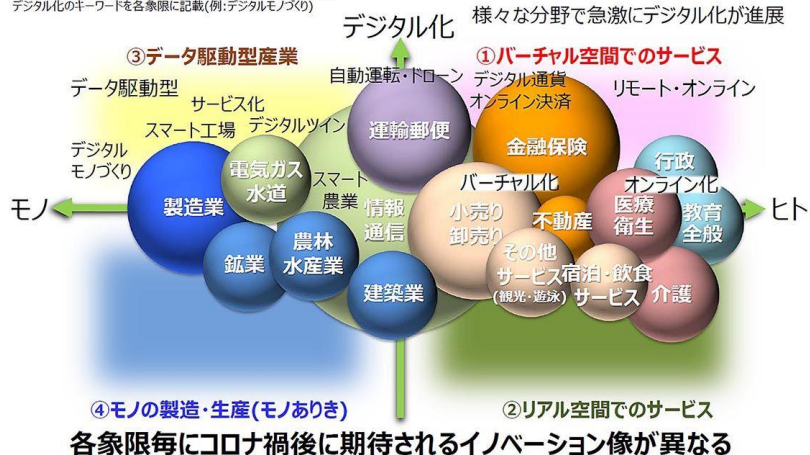 デジタル化のキーワードを各象限に記載(例:デジタルモノづくり)
様々な分野で急激にデジタル化が進展
デジタル化
③データ駆動型産業
①バーチャル空間でのサービス
データ駆動型
自動運転・ドローン
デジタル通貨
オンライン決済
リモート・オンライン
サービス化
スマート工場
デジタルツイン
デジタル
モノづくり
運輸郵便
金融保険
電気ガス
水道
スマート
農業
バーチャル化
行政
オンライン化
モノ
製造業
情報
通信
小売り
卸売り
不動産
医療
衛生
教育
全般
ヒト
鉱業
農林
水産業
建築業
その他
サービス
(観光・遊泳)
宿泊・飲食
サービス
介護
④モノの製造・生産(モノありき)
②リアル空間でのサービス
各象限毎にコロナ禍後に期待されるイノベーション像が異なる